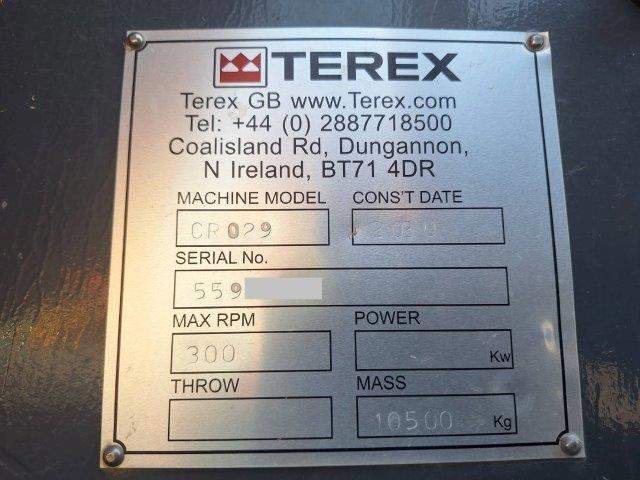 TEREX
Terex GB www.Terex.com
Tel: +44 (0) 2887718500
Coalisland Rd, Dungannon,
N Ireland, BT71 4DR
MACHINE MODEL CONS'T DATE
CR029 2020
SERIAL No.
559
MAX RPM POWER
300 Kw
THROW MASS
10500 Kg